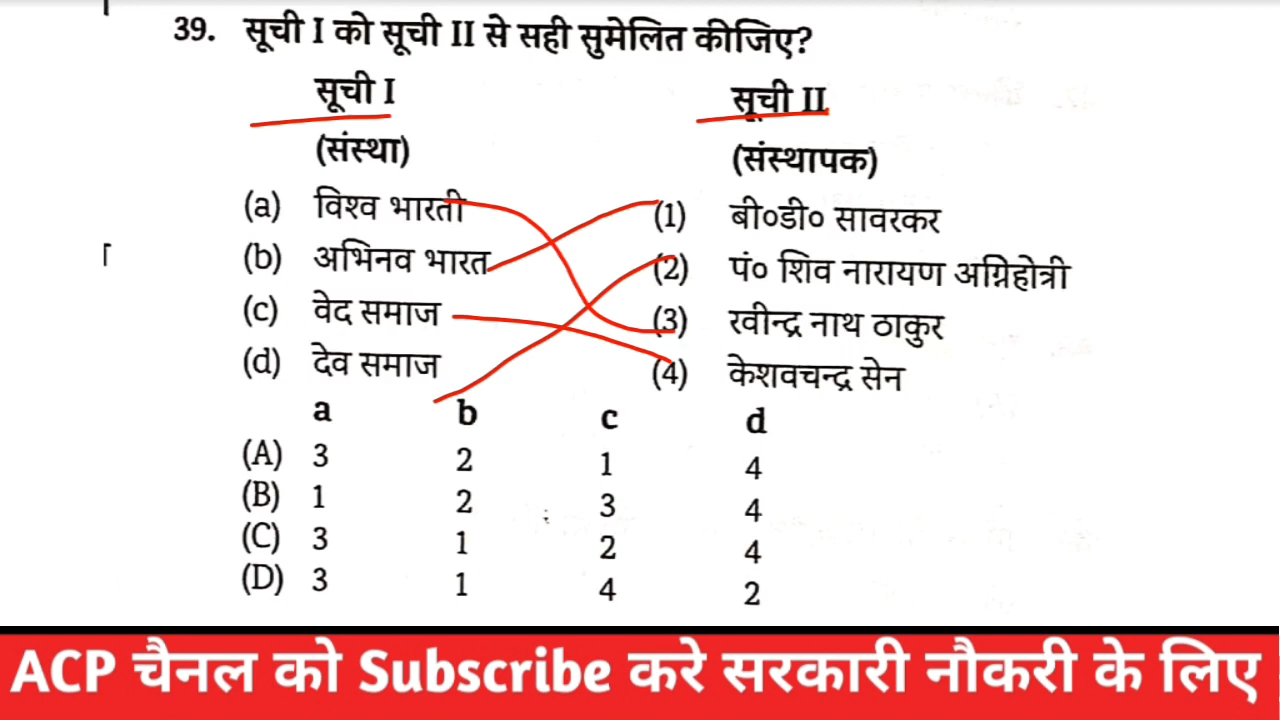 39. सूची I को सूची II से सही सुमेलित कीजिए?
सूची I सूची II
(संस्था) (संस्थापक)
(a) विश्व भारती (1) बी०डी० सावरकर
(b) अभिनव भारत (2) पं० शिव नारायण अग्निहोत्री
(c) वेद समाज (3) रवीन्द्र नाथ ठाकुर
(d) देव समाज (4) केशवचन्द्र सेन
a b c d
(A) 3 2 1 4
(B) 1 2 3 4
(C) 3 1 2 4
(D) 3 1 4 2
ACP चैनल को Subscribe करे सरकारी नौकरी के लिए